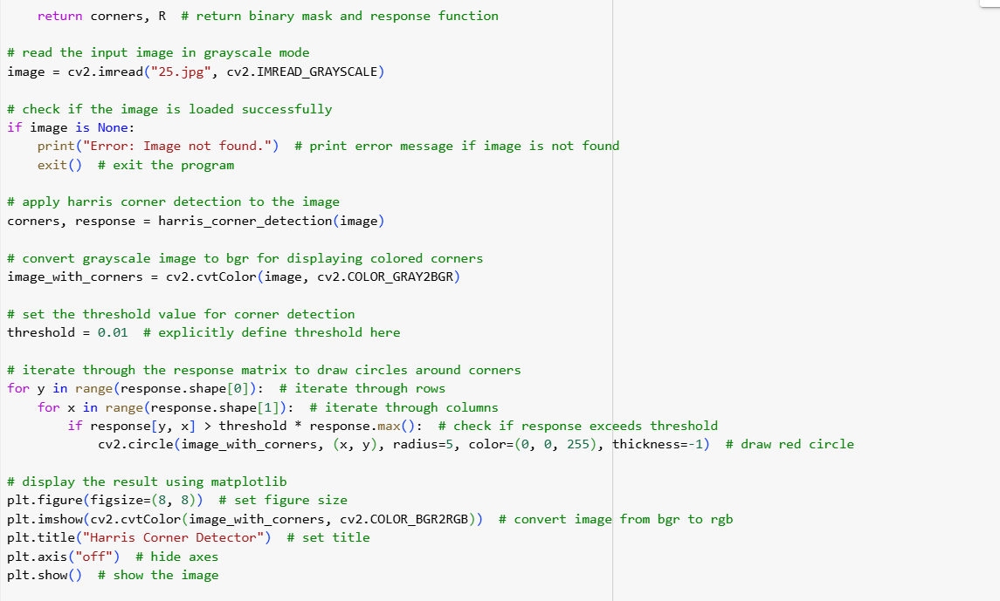 return corners, R  # return binary mask and response function
# read the input image in grayscale mode
image = cv2.imread("25.jpg", cv2.IMREAD_GRAYSCALE)
# check if the image is loaded successfully
if image is None:
print("Error: Image not found.")  # print error message if image is not found
exit()  # exit the program
# apply harris corner detection to the image
corners, response = harris_corner_detection(image)
# convert grayscale image to bgr for displaying colored corners
image_with_corners = cv2.cvtColor(image, cv2.COLOR_GRAY2BGR)
# set the threshold value for corner detection
threshold = 0.01  # explicitly define threshold here
# iterate through the response matrix to draw circles around corners
for y in range(response.shape[0]):  # iterate through rows
for x in range(response.shape[1]):  # iterate through columns
if response[y, x] > threshold * response.max():  # check if response exceeds threshold
cv2.circle(image_with_corners, (x, y), radius=5, color=(0, 0, 255), thickness=-1)  # draw red circle
# display the result using matplotlib
plt.figure(figsize=(8, 8))  # set figure size
plt.imshow(cv2.cvtColor(image_with_corners, cv2.COLOR_BGR2RGB))  # convert image from bgr to rgb
plt.title("Harris Corner Detector")  # set title
plt.axis("off")  # hide axes
plt.show()  # show the image